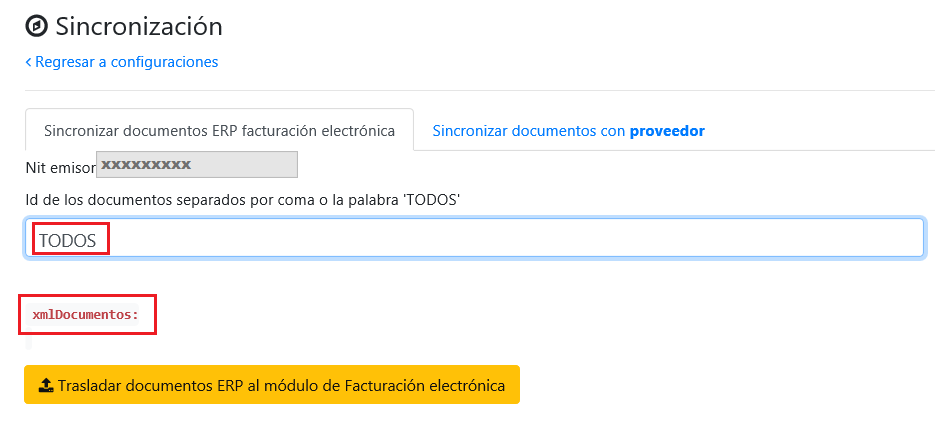 Sincronización
< Regresar a configuraciones
Sincronizar documentos ERP facturación electrónica Sincronizar documentos con proveedor
Nit emisor xxxxxxxxx
Id de los documentos separados por coma o la palabra 'TODOS'
TODOS
xmlDocumentos:
Trasladar documentos ERP al módulo de Facturación electrónica